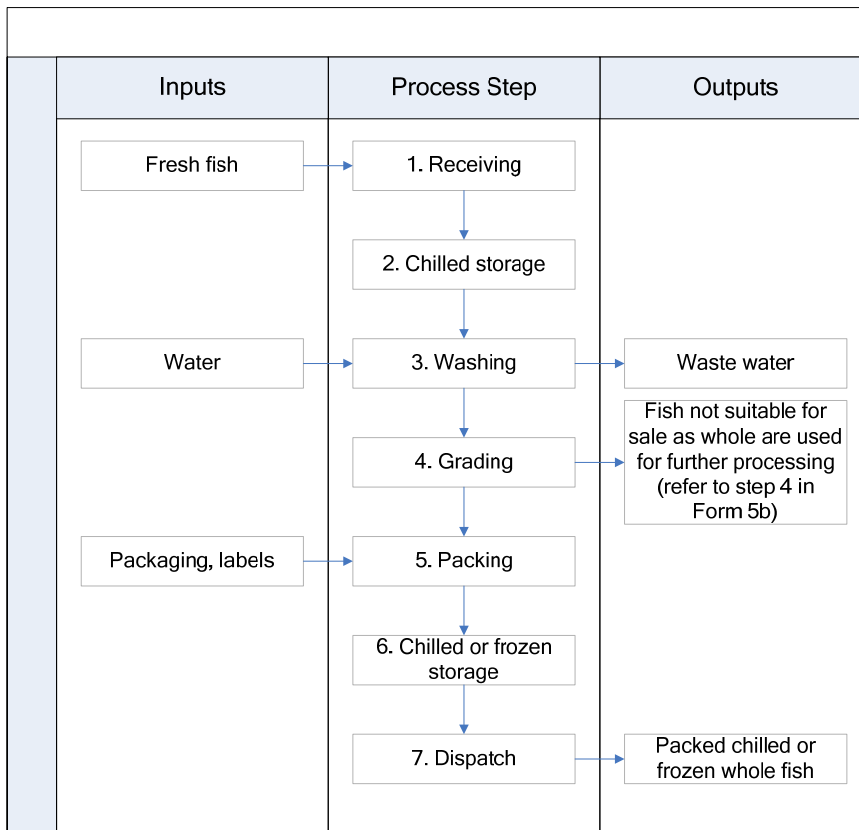 Inputs
Process Step
Outputs
Fresh fish
1. Receiving
2. Chilled storage
Water
3. Washing
Waste water
4. Grading
Fish not suitable for
sale as whole are used
for further processing
(refer to step 4 in
Form 5b)
Packaging, labels
5. Packing
6. Chilled or frozen
storage
7. Dispatch
Packed chilled or
frozen whole fish